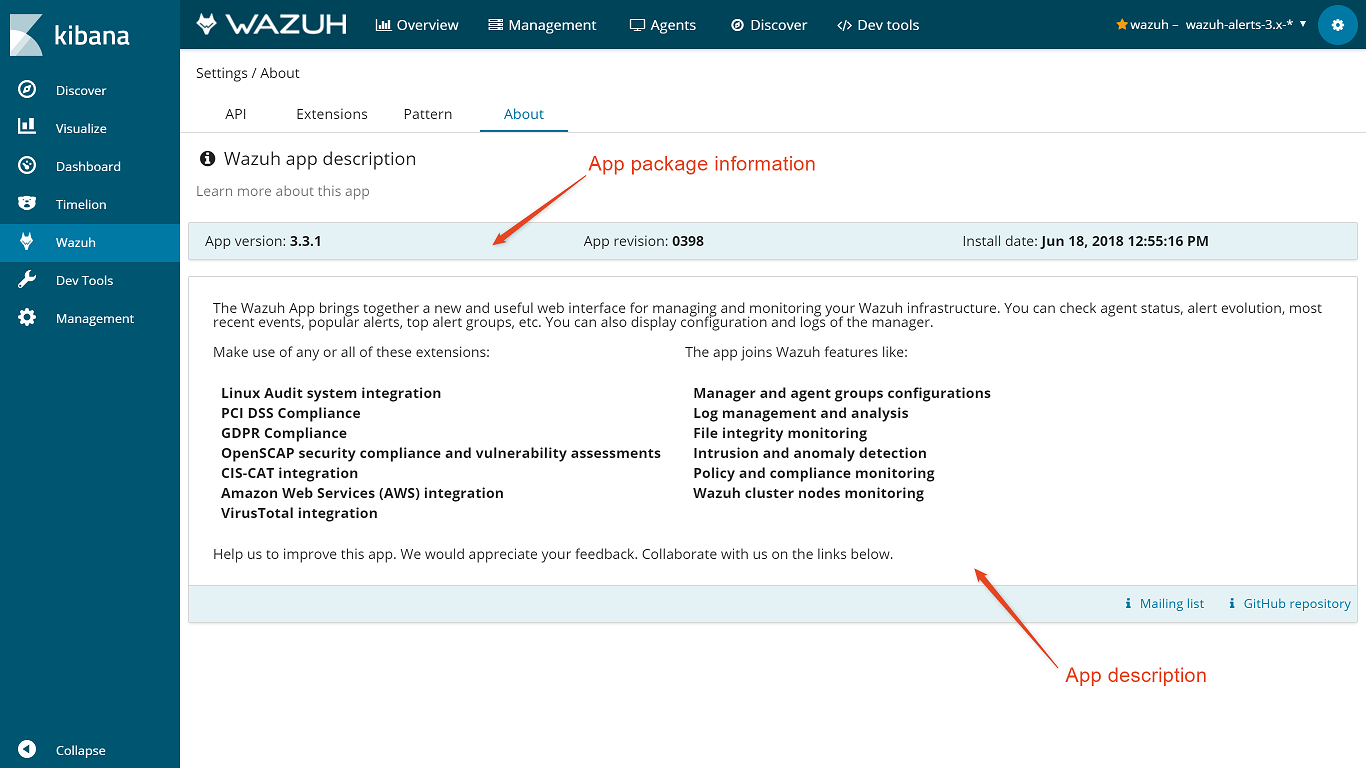 kibana
Discover
Visualize
Dashboard
Timelion
Wazuh
Dev Tools
Management
Collapse
WAZUH
Overview
Management
Agents
Discover
Dev tools
wazuh – wazuh-alerts-3.x-*
Settings / About
API
Extensions
Pattern
About
Wazuh app description
App package information
Learn more about this app
App version: 3.3.1
App revision: 0398
Install date: Jun 18, 2018 12:55:16 PM
The Wazuh App brings together a new and useful web interface for managing and monitoring your Wazuh infrastructure. You can check agent status, alert evolution, most
recent events, popular alerts, top alert groups, etc. You can also display configuration and logs of the manager.
Make use of any or all of these extensions:
Linux Audit system integration
PCI DSS Compliance
GDPR Compliance
OpenSCAP security compliance and vulnerability assessments
CIS-CAT integration
Amazon Web Services (AWS) integration
VirusTotal integration
The app joins Wazuh features like:
Manager and agent groups configurations
Log management and analysis
File integrity monitoring
Intrusion and anomaly detection
Policy and compliance monitoring
Wazuh cluster nodes monitoring
Help us to improve this app. We would appreciate your feedback. Collaborate with us on the links below.
Mailing list
GitHub repository
App description